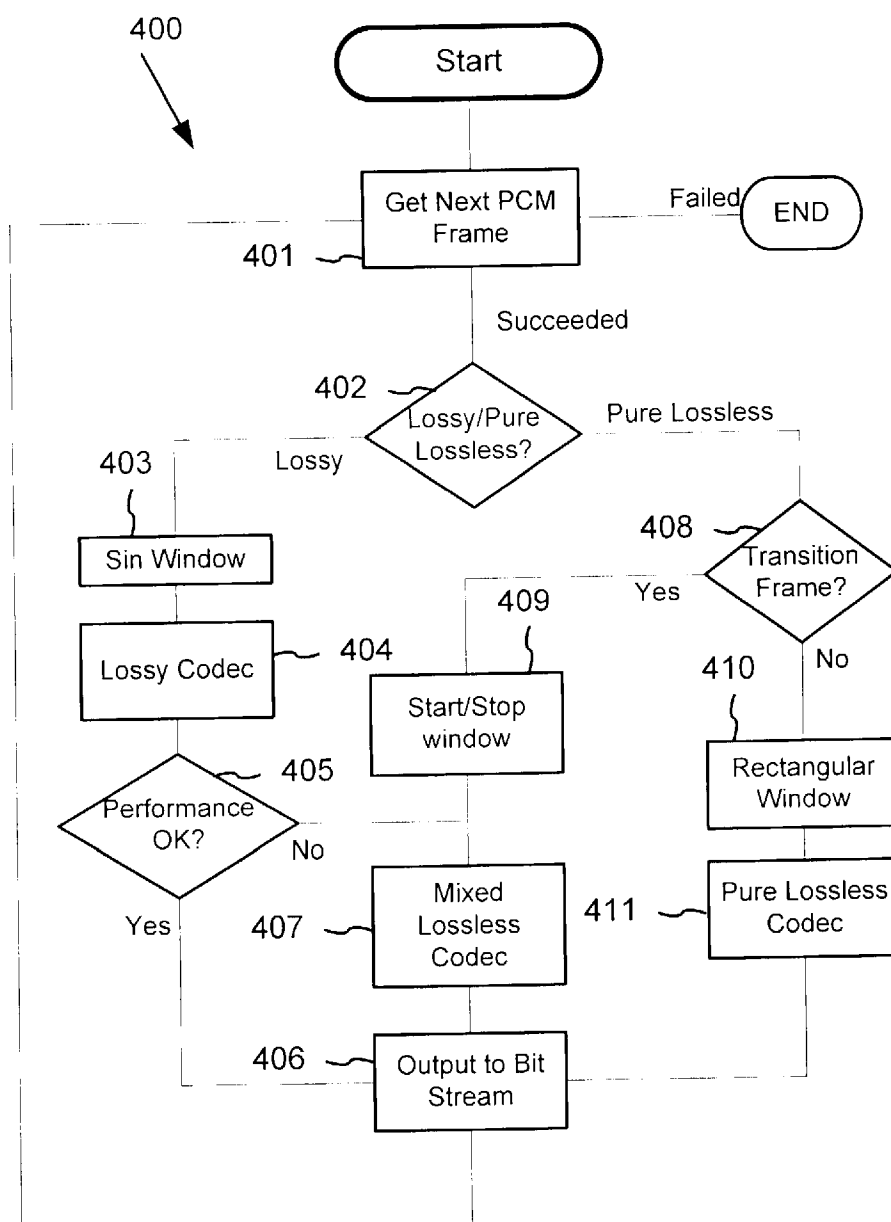 400
Start
Get Next PCM
Frame
401
Failed
END
Succeeded
402
Lossy/Pure
Lossless?
Lossy
Pure Lossless
403
Sin Window
408
Transition
Frame?
Yes
No
404
Lossy Codec
409
Start/Stop
window
410
Rectangular
Window
405
Performance
OK?
No
Yes
407
Mixed
Lossless
Codec
411
Pure Lossless
Codec
406
Output to Bit
Stream